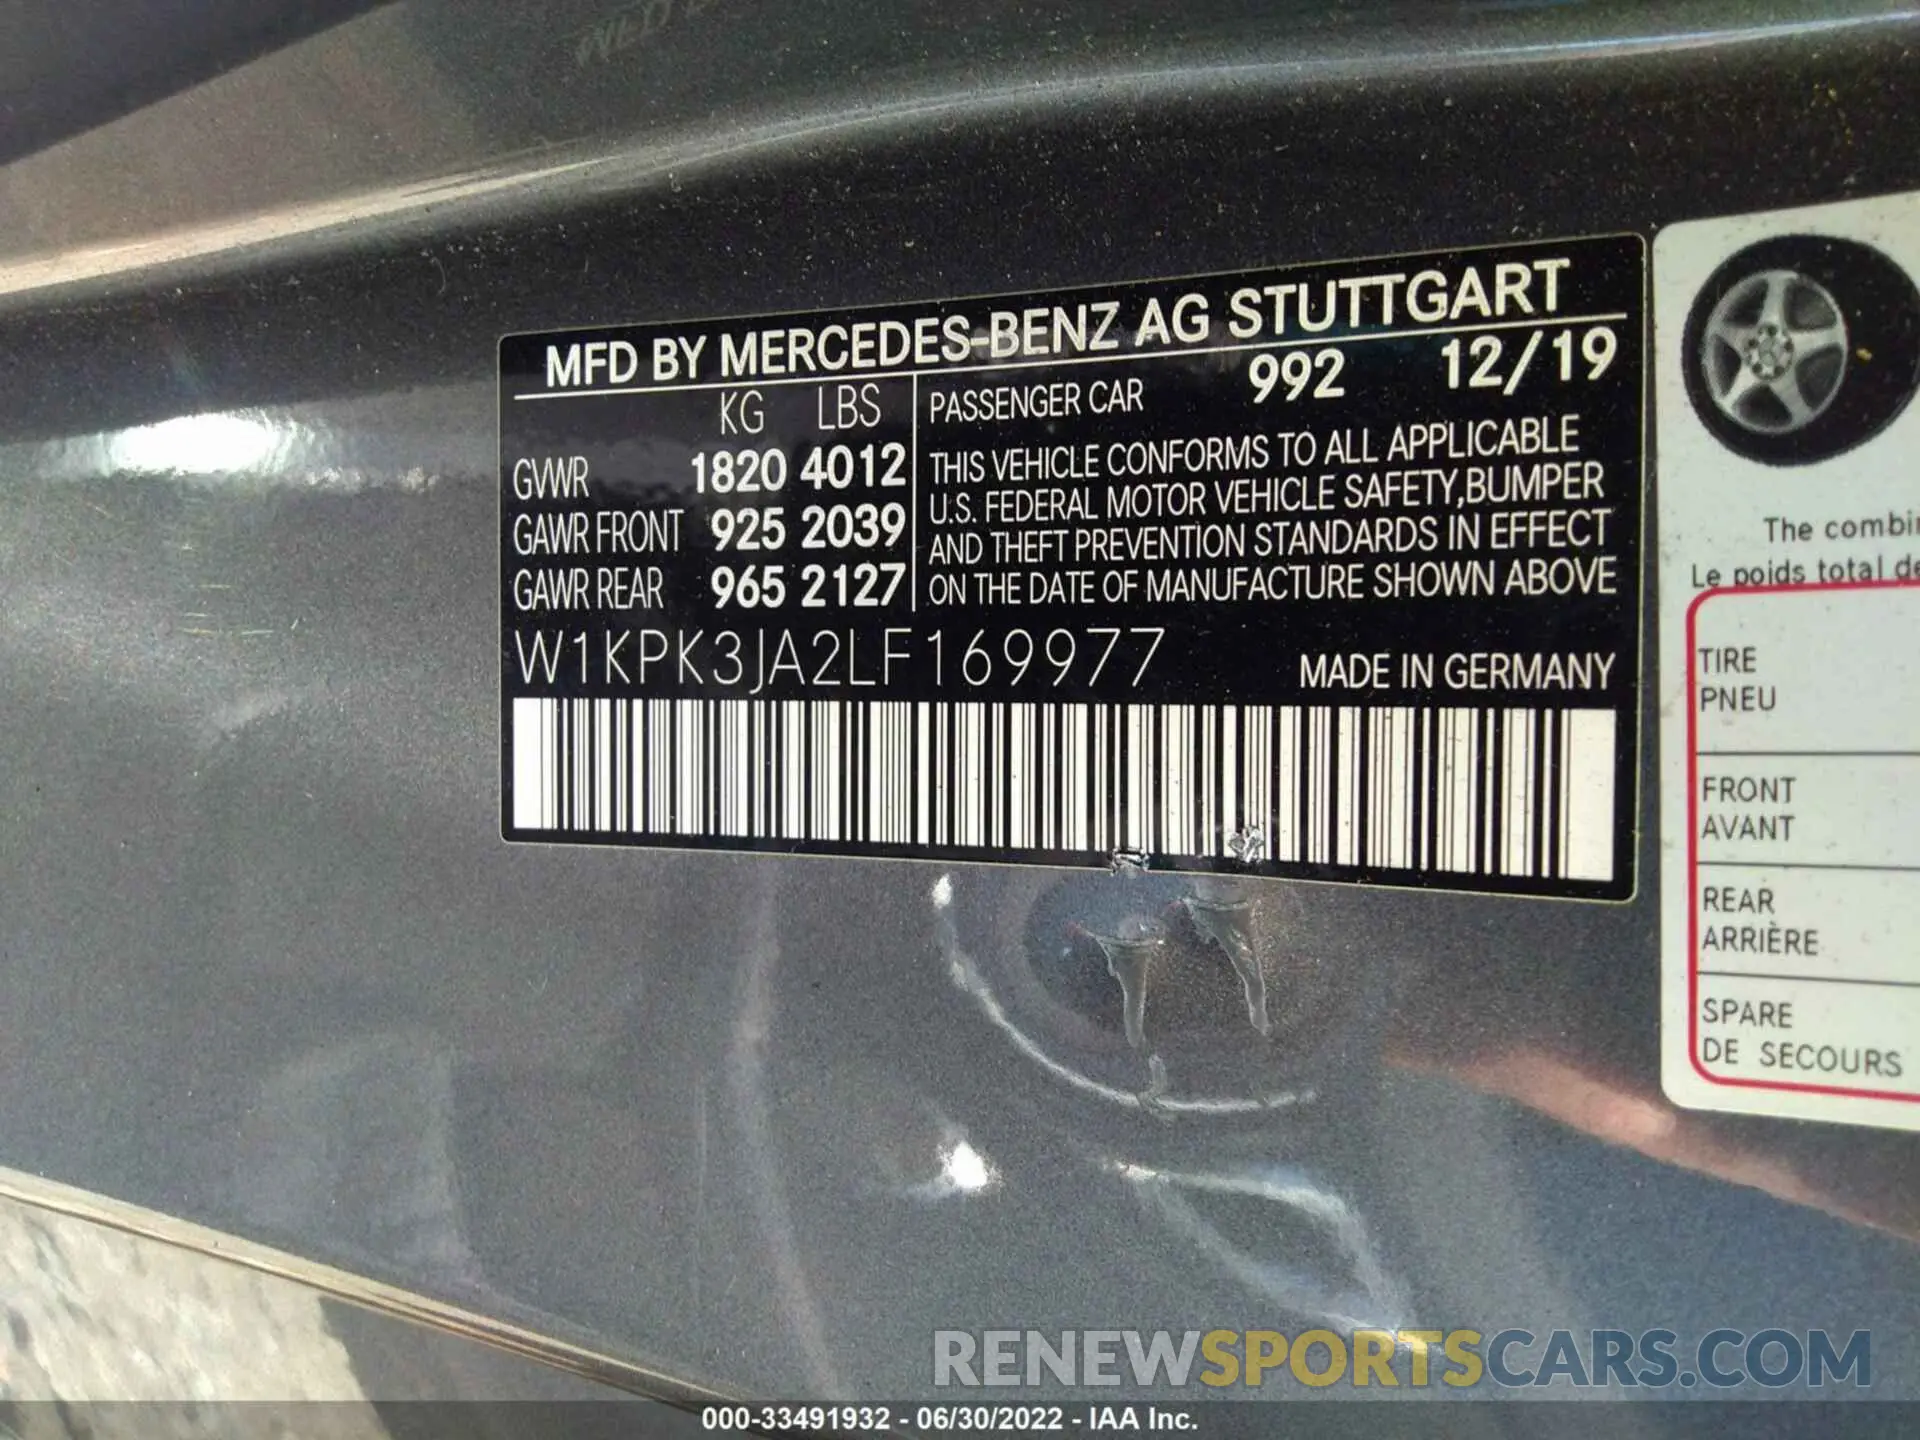 MFD BY MERCEDES-BENZ AG STUTTGART
KG LBS
GVWR 1820 4012
GAWR FRONT 925 2039
GAWR REAR 965 2127
PASSENGER CAR 992 12/19
THIS VEHICLE CONFORMS TO ALL APPLICABLE
U.S. FEDERAL MOTOR VEHICLE SAFETY,BUMPER
AND THEFT PREVENTION STANDARDS IN EFFECT
ON THE DATE OF MANUFACTURE SHOWN ABOVE
W1KPK3JA2LF169977 MADE IN GERMANY
The combi
Le poids total de
TIRE
PNEU
FRONT
AVANT
REAR
ARRIÈRE
SPARE
DE SECOURS
RENEWSPORTSCARS.COM
000-33491932 - 06/30/2022 - IAA Inc.